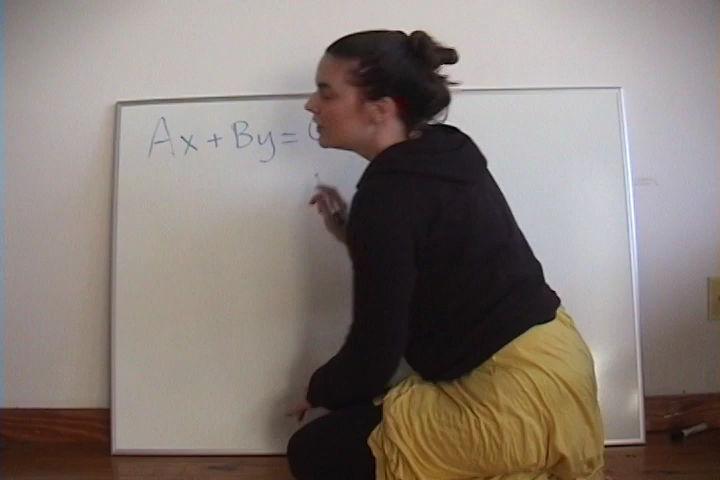 Ax + By = C